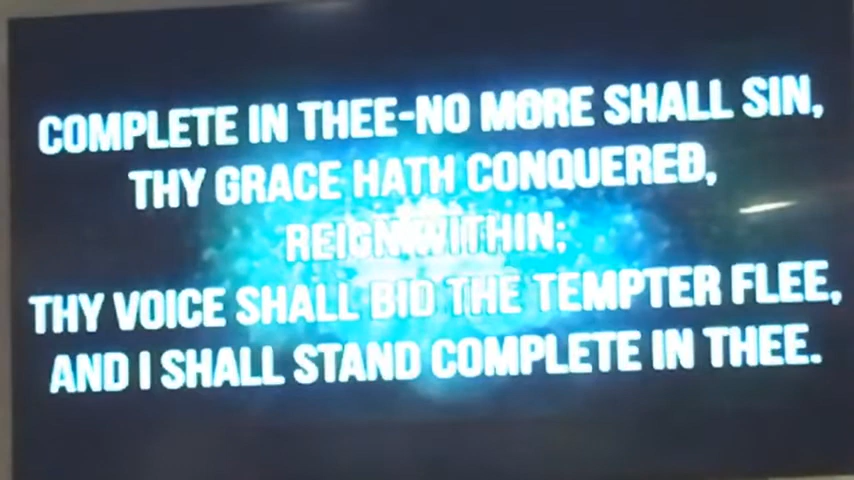 COMPLETE IN THEE-NO MORE SHALL SIN,
THY GRACE HATH CONQUERED,
REIGN WITHIN;
THY VOICE SHALL BID THE TEMPTER FLEE,
AND I SHALL STAND COMPLETE IN THEE.